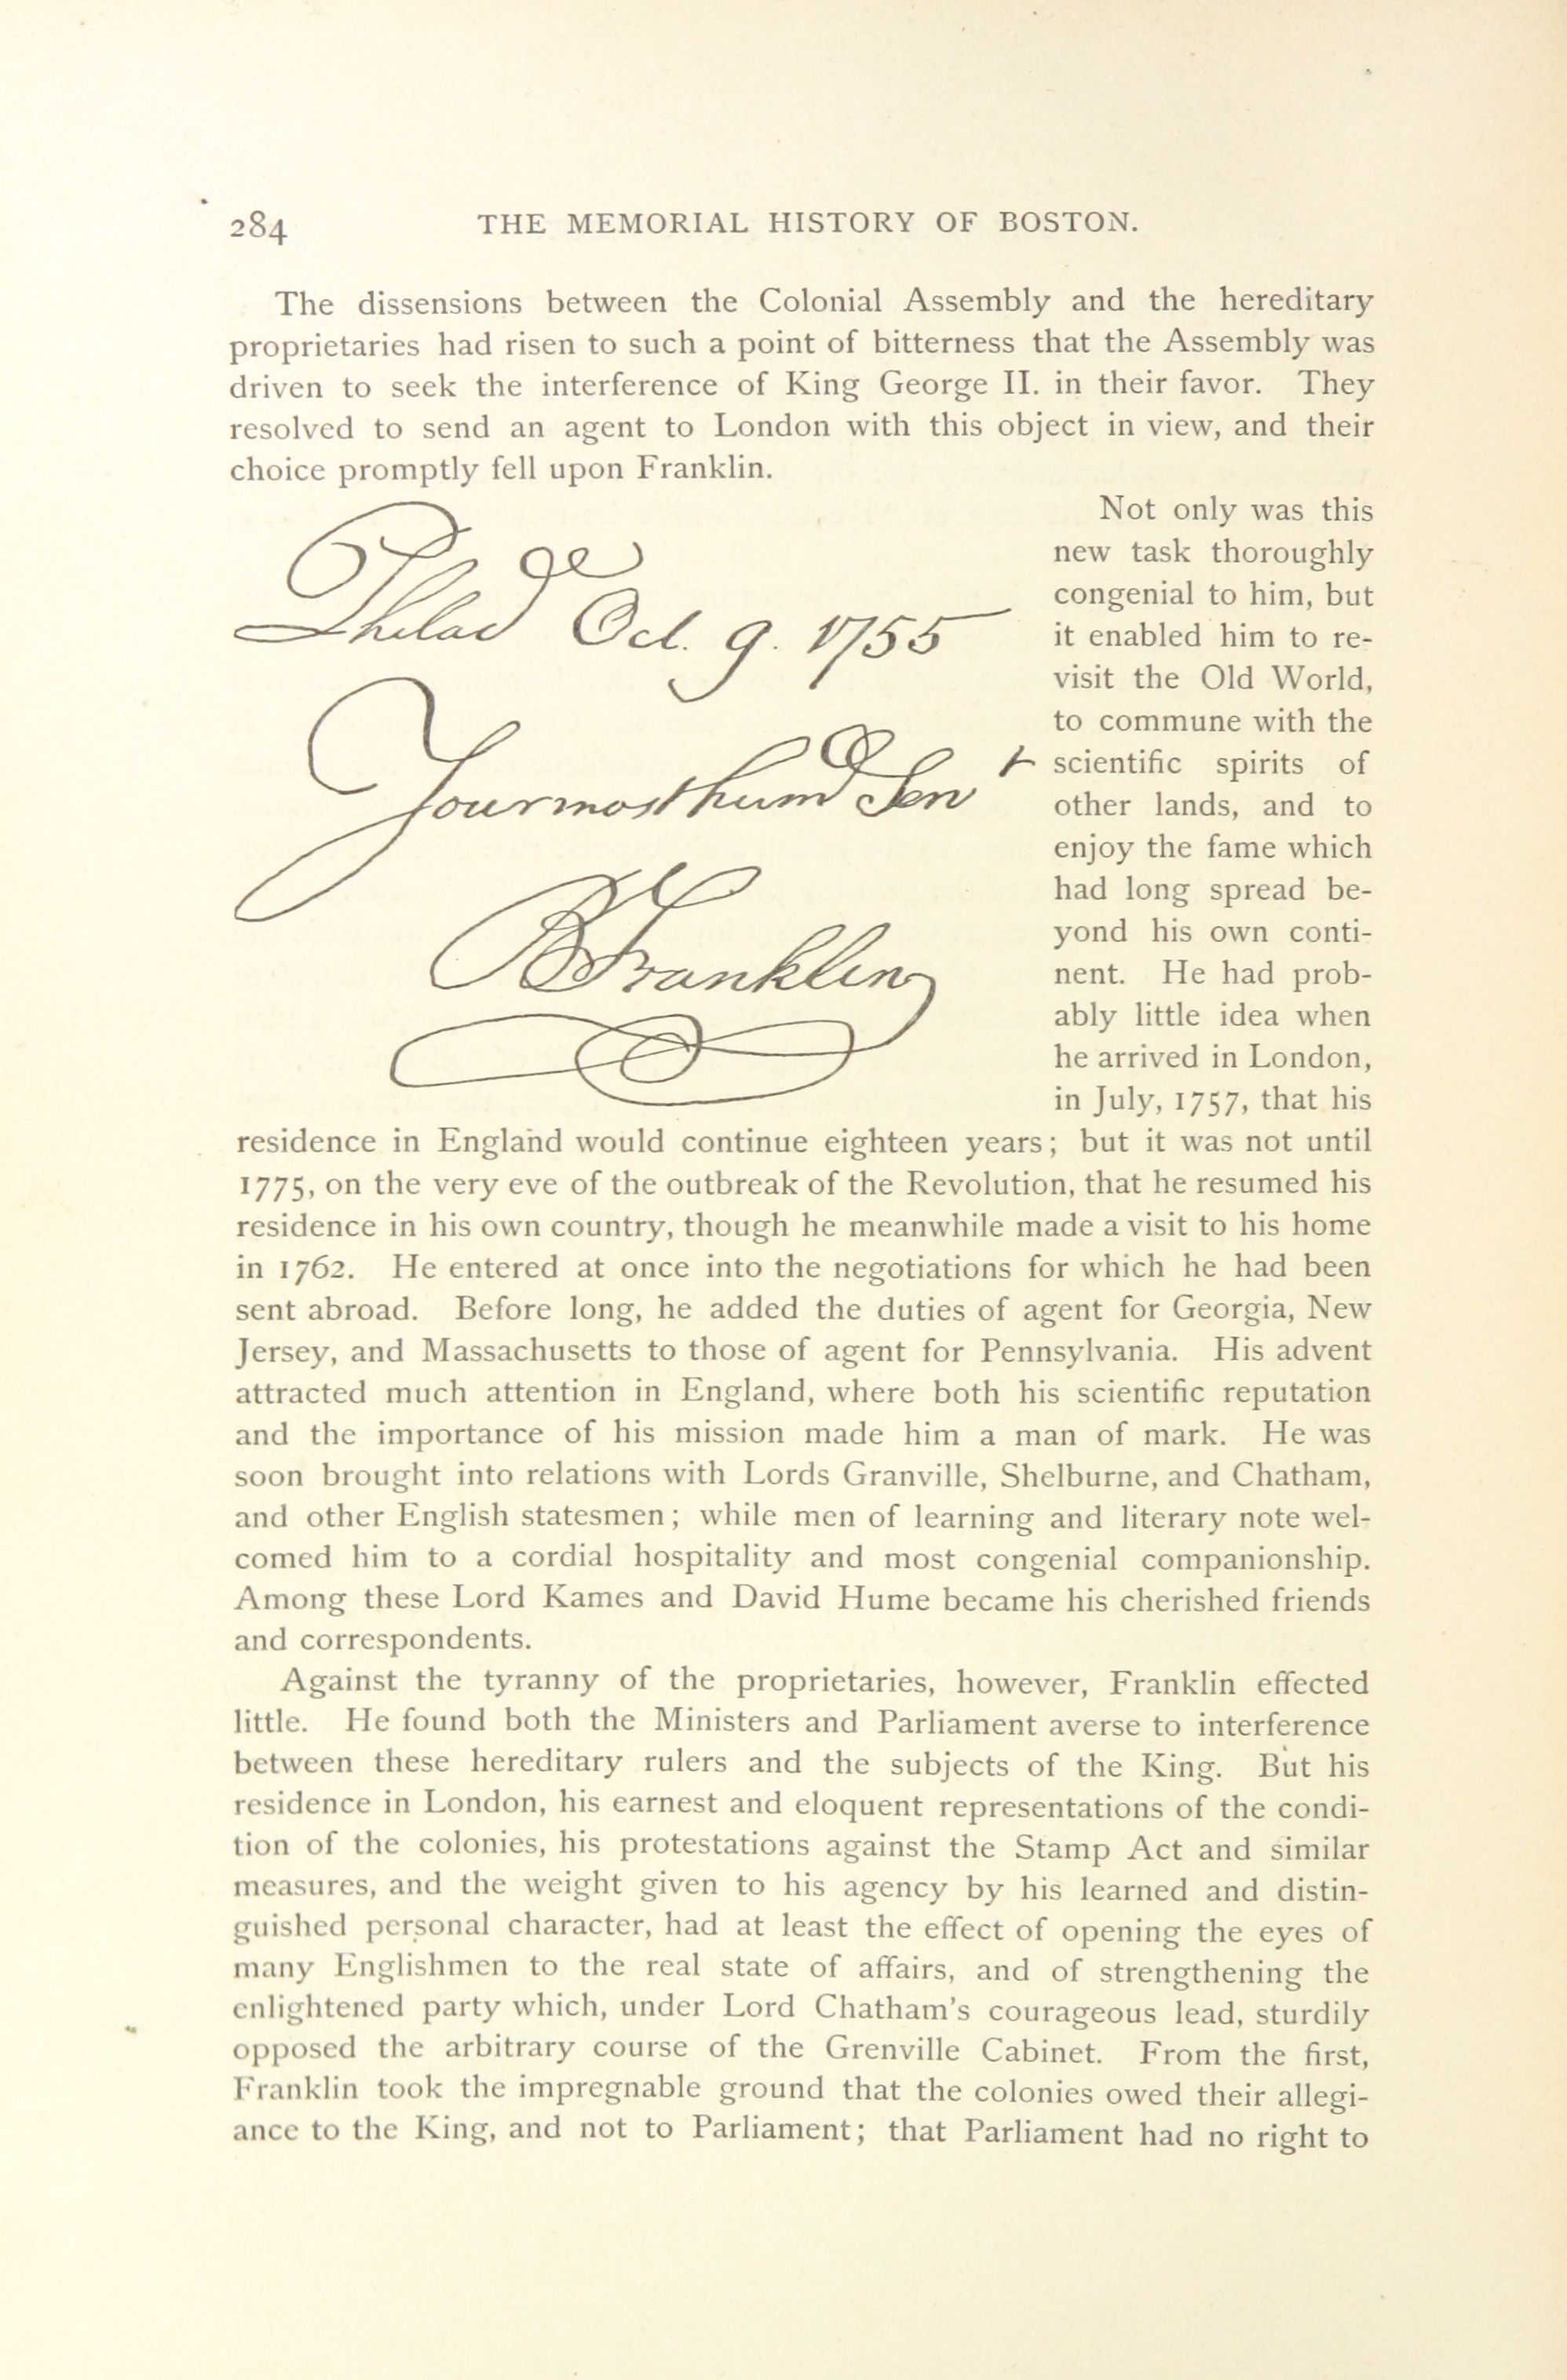 284 THE MEMORIAL HISTORY OF BOSTON.
The dissensions between the Colonial Assembly and the hereditary
proprietaries had risen to such a point of bitterness that the Assembly was
driven to seek the interference of King George II. in their favor. They
resolved to send an agent to London with this object in view, and their
choice promptly fell upon Franklin.
Philad Oct. 9. 1755
Your most hum Serv
B Franklin
Not only was this
new task thoroughly
congenial to him, but
it enabled him to re-
visit the Old World,
to commune with the
scientific spirits of
other lands, and to
enjoy the fame which
had long spread be-
yond his own conti-
nent. He had prob-
ably little idea when
he arrived in London,
in July, 1757, that his
residence in England would continue eighteen years; but it was not until
1775, on the very eve of the outbreak of the Revolution, that he resumed his
residence in his own country, though he meanwhile made a visit to his home
in 1762. He entered at once into the negotiations for which he had been
sent abroad. Before long, he added the duties of agent for Georgia, New
Jersey, and Massachusetts to those of agent for Pennsylvania. His advent
attracted much attention in England, where both his scientific reputation
and the importance of his mission made him a man of mark. He was
soon brought into relations with Lords Granville, Shelburne, and Chatham,
and other English statesmen; while men of learning and literary note wel-
comed him to a cordial hospitality and most congenial companionship.
Among these Lord Kames and David Hume became his cherished friends
and correspondents.
Against the tyranny of the proprietaries, however, Franklin effected
little. He found both the Ministers and Parliament averse to interference
between these hereditary rulers and the subjects of the King. But his
residence in London, his earnest and eloquent representations of the condi-
tion of the colonies, his protestations against the Stamp Act and similar
measures, and the weight given to his agency by his learned and distin-
guished personal character, had at least the effect of opening the eyes of
many Englishmen to the real state of affairs, and of strengthening the
enlightened party which, under Lord Chatham's courageous lead, sturdily
opposed the arbitrary course of the Grenville Cabinet. From the first,
Franklin took the impregnable ground that the colonies owed their allegi-
ance to the King, and not to Parliament; that Parliament had no right to